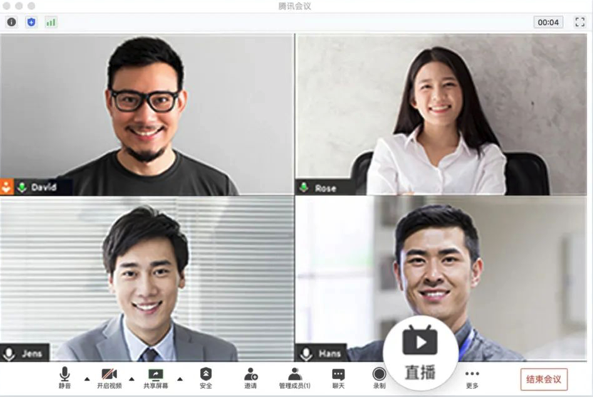 腾讯会议
00:04
David
Rose
Jens
Hans
静音
开启视频
共享屏幕
安全
邀请
管理成员(1)
聊天
录制
直播
更多
结束会议